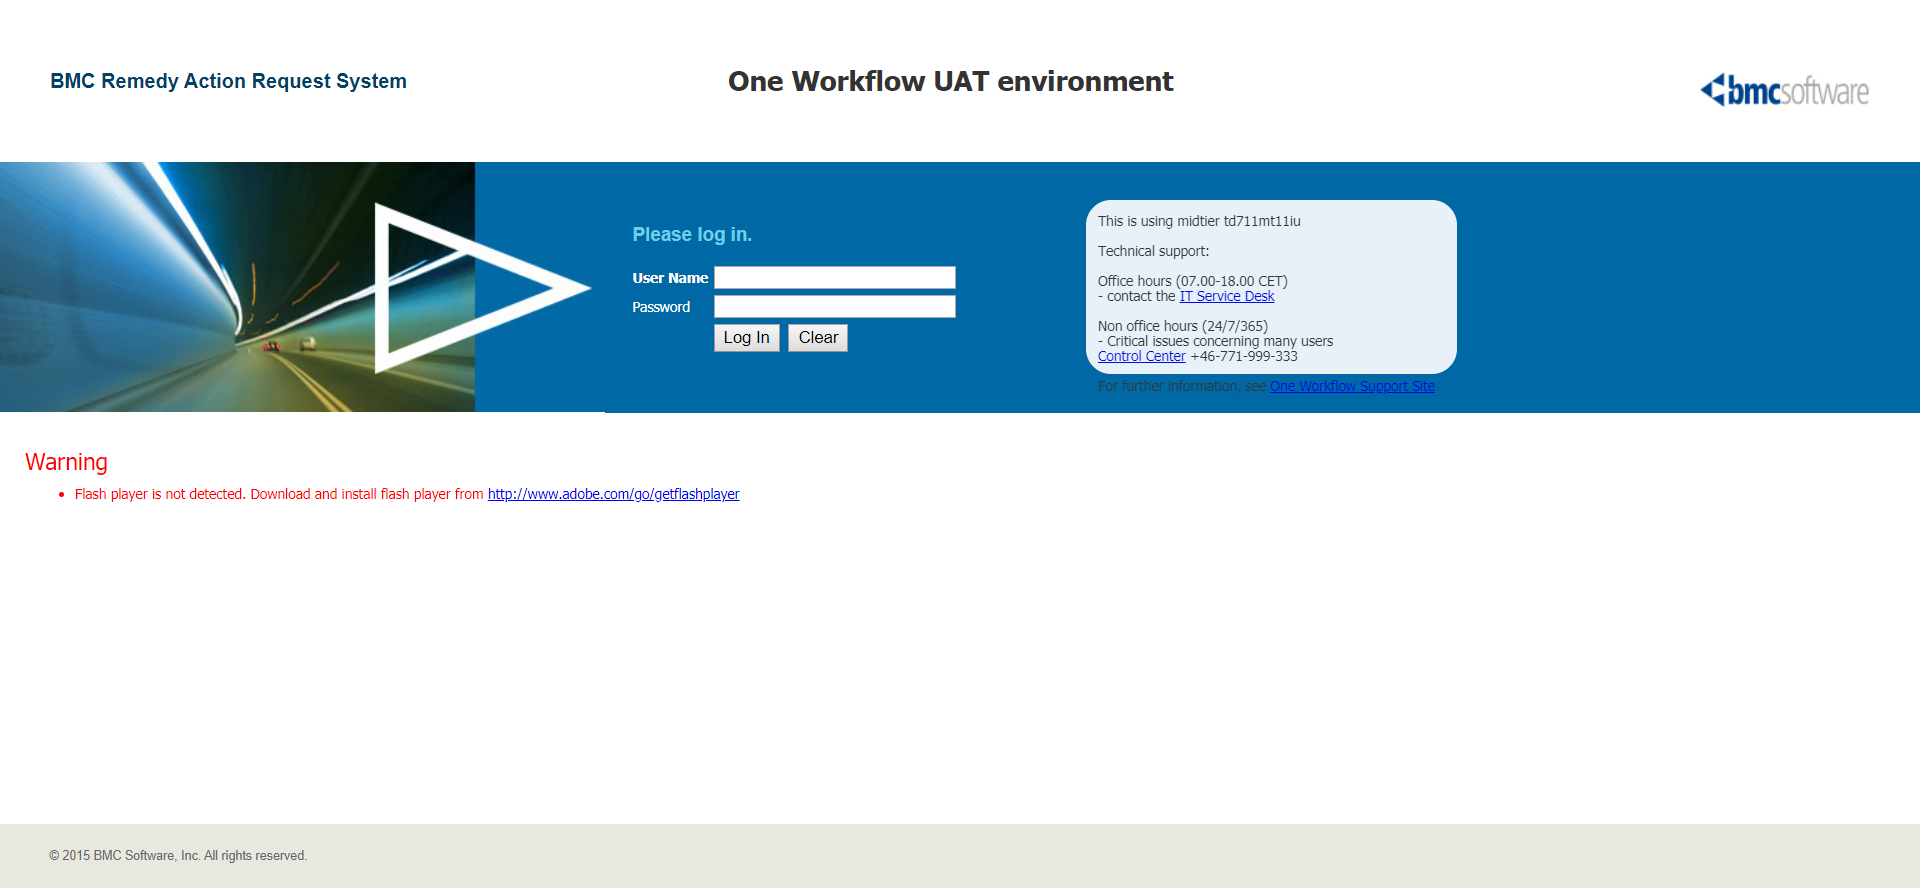 BMC Remedy Action Request System
One Workflow UAT environment
bmcsoftware
Please log in.
User Name
Password
Log In Clear
This is using midtier td711mt11iu
Technical support:
Office hours (07.00-18.00 CET)
- contact the IT Service Desk
Non office hours (24/7/365)
- Critical issues concerning many users
Control Center +46-771-999-333
For further information, see One Workflow Support Site
Warning
• Flash player is not detected. Download and install flash player from http://www.adobe.com/go/getflashplayer
© 2015 BMC Software, Inc. All rights reserved.